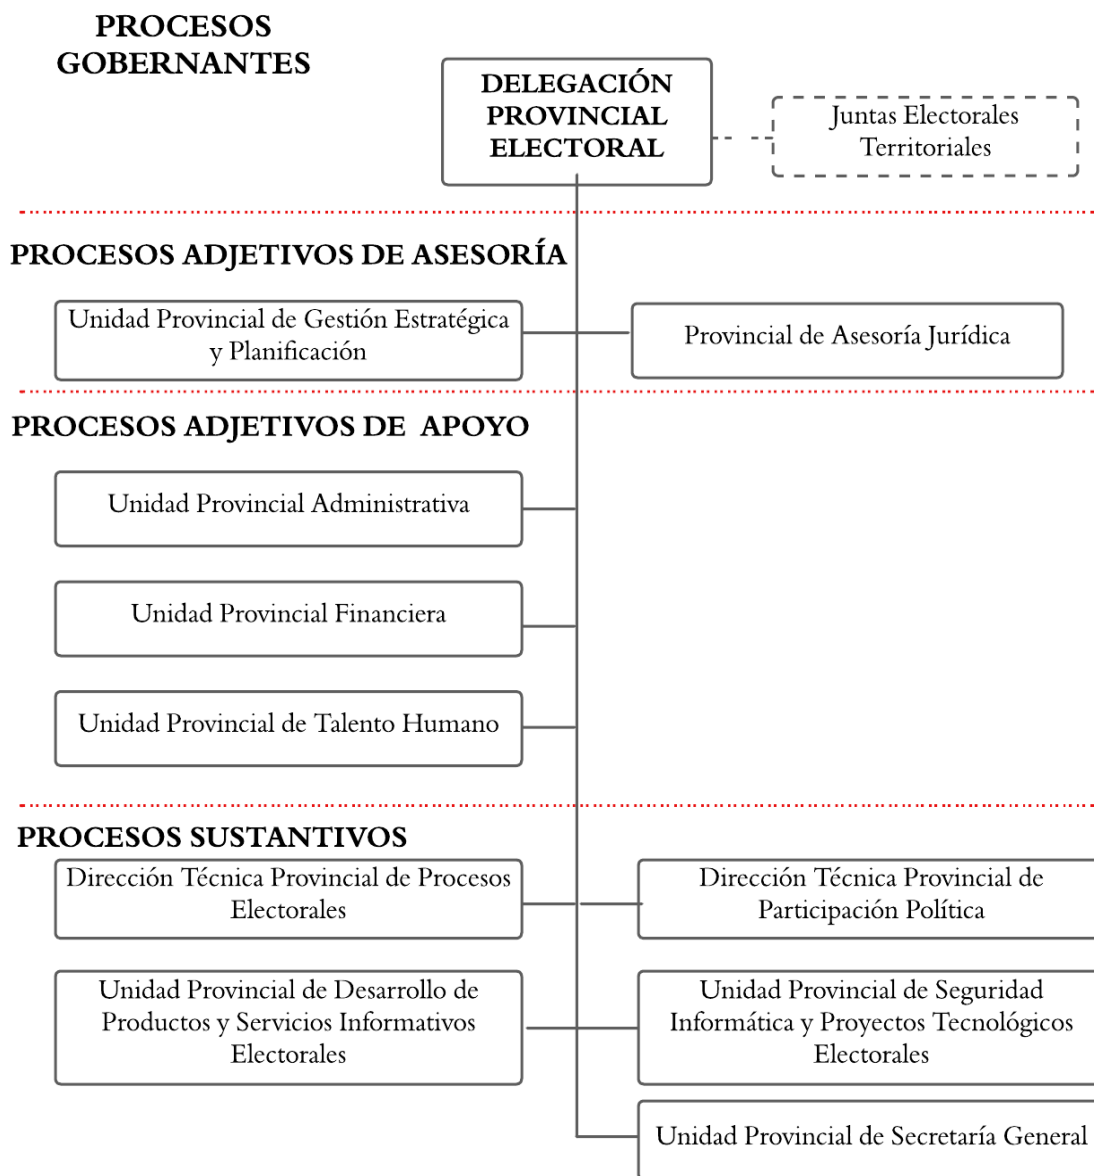 PROCESOS
GOBERNANTES
DELEGACIÓN
PROVINCIAL
ELECTORAL
Juntas Electorales
Territoriales
PROCESOS ADJETIVOS DE ASESORÍA
Unidad Provincial de Gestión Estratégica
y Planificación
Provincial de Asesoría Jurídica
PROCESOS ADJETIVOS DE APOYO
Unidad Provincial Administrativa
Unidad Provincial Financiera
Unidad Provincial de Talento Humano
PROCESOS SUSTANTIVOS
Dirección Técnica Provincial de Procesos
Electorales
Dirección Técnica Provincial de
Participación Política
Unidad Provincial de Desarrollo de
Productos y Servicios Informativos
Electorales
Unidad Provincial de Seguridad
Informática y Proyectos Tecnológicos
Electorales
Unidad Provincial de Secretaría General